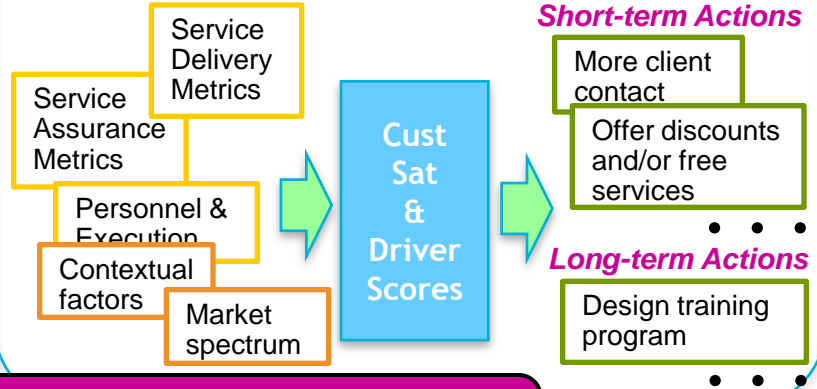 Service
Delivery
Metrics
Service
Assurance
Metrics
Personnel &
Execution
Contextual
factors
Market
spectrum
Cust
Sat
&
Driver
Scores
Short-term Actions
More client
contact
Offer discounts
and/or free
services
• • •
Long-term Actions
Design training
program
• • •